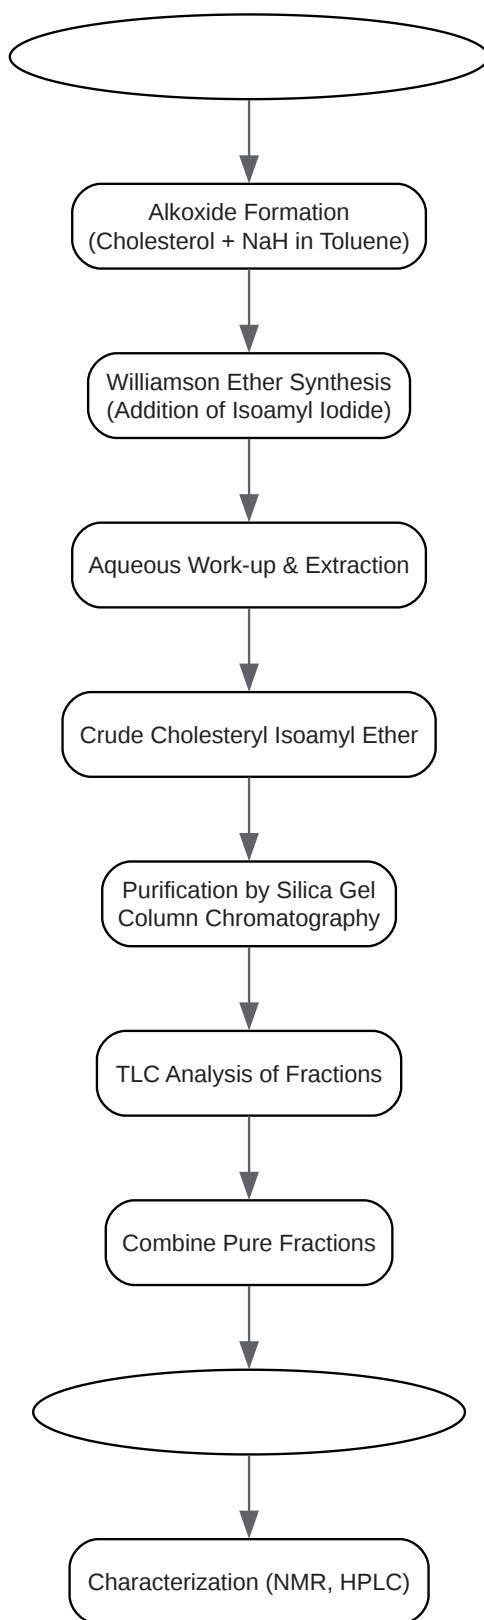 Alkoxide Formation
(Cholesterol + NaH in Toluene)
Williamson Ether Synthesis
(Addition of Isoamyl Iodide)
Aqueous Work-up & Extraction
Crude Cholesteryl Isoamyl Ether
Purification by Silica Gel
Column Chromatography
TLC Analysis of Fractions
Combine Pure Fractions
Characterization (NMR, HPLC)